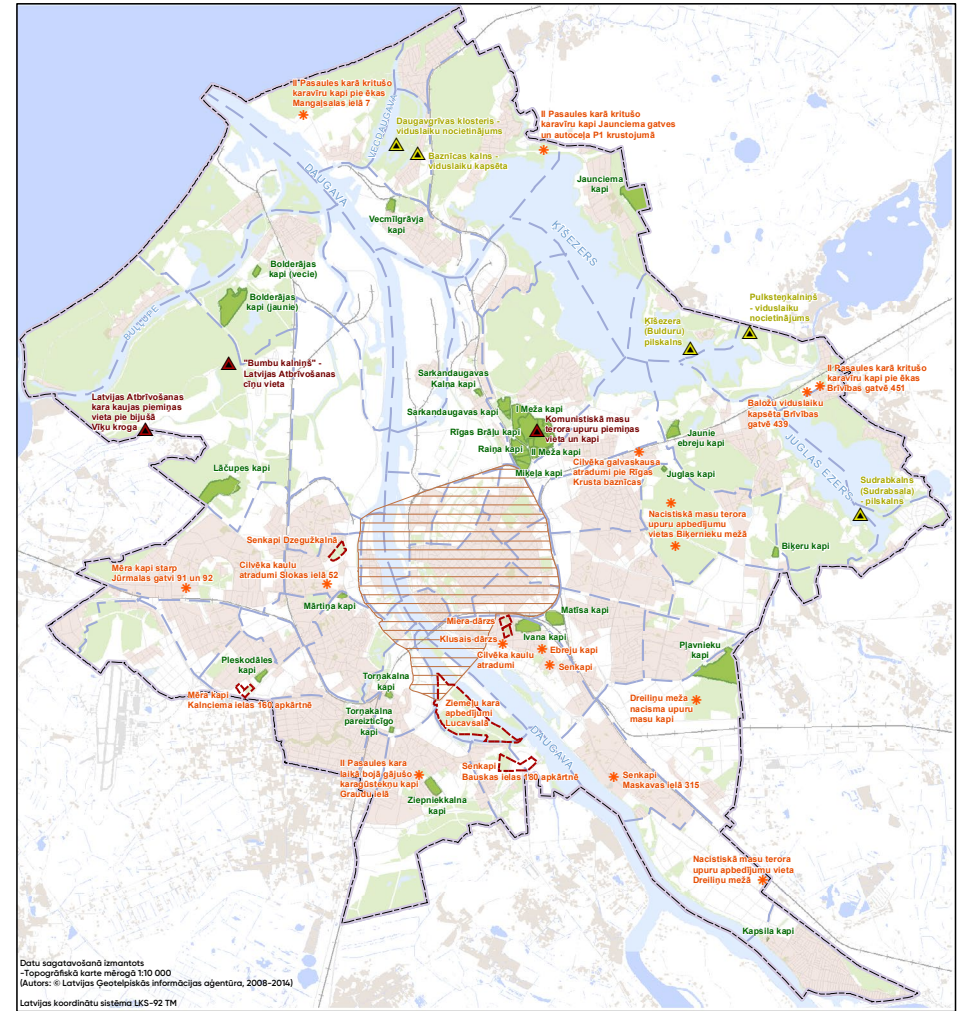 II Pasaules karā kritušo
karavīru kapi pie ēkas
Mangaļsalas ielā 7
VECDAUGAVA
Daugavgrīvas klosteris -
viduslaiku nocietinājums
Baznīcas kalns -
viduslaiku kapsēta
II Pasaules karā kritušo
karavīru kapi Jaunciema gatves
un autoceļa P1 krustojumā
DAUGAVA
Jaunciema
kapi
Vecmīlgrāvja
kapi
ĶĪŠEZERS
Bolderājas
kapi (vecie)
Bolderājas
kapi (jaunie)
BUĻĻUPE
Pulksteņkalniņš
- viduslaiku
nocietinājums
Ķīšezera
(Bulduru)
pilskalns
"Bumbu kalniņš" -
Latvijas Atbrīvošanas
cīņu vieta
Sarkandaugavas
Kalna kapi
II Pasaules karā kritušo
karavīru kapi pie ēkas
Brīvības gatvē 451
Latvijas Atbrīvošanas
kara kaujas piemiņas
vieta pie bijušā
Vīķu kroga
Sarkandaugavas kapi
I Meža kapi
Komunistiskā masu
terora upuru piemiņas
vieta un kapi
Baložu viduslaiku
kapsēta Brīvības
gatvē 439
Rīgas Brāļu kapi
Jaunie
ebreju kapi
Raiņa kapi
II Meža kapi
JUGLAS EZERS
Miķeļa kapi
Cilvēka galvaskausa
atradumi pie Rīgas
Krusta baznīcas
Lāčupes kapi
Juglas kapi
Sudrabkalns
(Sudrabsala)
- pilskalns
Nacistiskā masu terora
upuru apbedījumu
vietas Biķernieku mežā
Senkapi Dzegužkalnā
Biķeru kapi
Mēra kapi starp
Jūrmalas gatvi 91 un 92
Cilvēka kaulu
atradumi Slokas ielā 52
Mārtiņa kapi
Matīsa kapi
Miera-dārzs
Klusais-dārzs
Ivana kapi
Cilvēka kaulu
atradumi
Ebreju kapi
Senkapi
Pļavnieku
kapi
Pleskodāles
kapi
Torņakalna
kapi
Mēra kapi
Kalnciema ielas 160 apkārtnē
Dreiliņu meža
nacisma upuru
masu kapi
Ziemeļu kara
apbedījumi
Lucavsalā
Torņakalna
pareizticīgo
kapi
DAUGAVA
II Pasaules kara
laikā bojā gājušo
karagūstekņu kapi
Graudu ielā
Senkapi
Bauskas ielas 180 apkārtnē
Senkapi
Maskavas ielā 315
Ziepniekkalna
kapi
Nacistiskā masu terora
upuru apbedījumu vieta
Dreiliņu mežā
Kapsila kapi
Datu sagatavošanā izmantots
-Topogrāfiskā karte mērogā 1:10 000
(Autors: © Latvijas Ģeotelpiskās informācijas aģentūra, 2008-2014)
Latvijas koordinātu sistēma LKS-92 TM